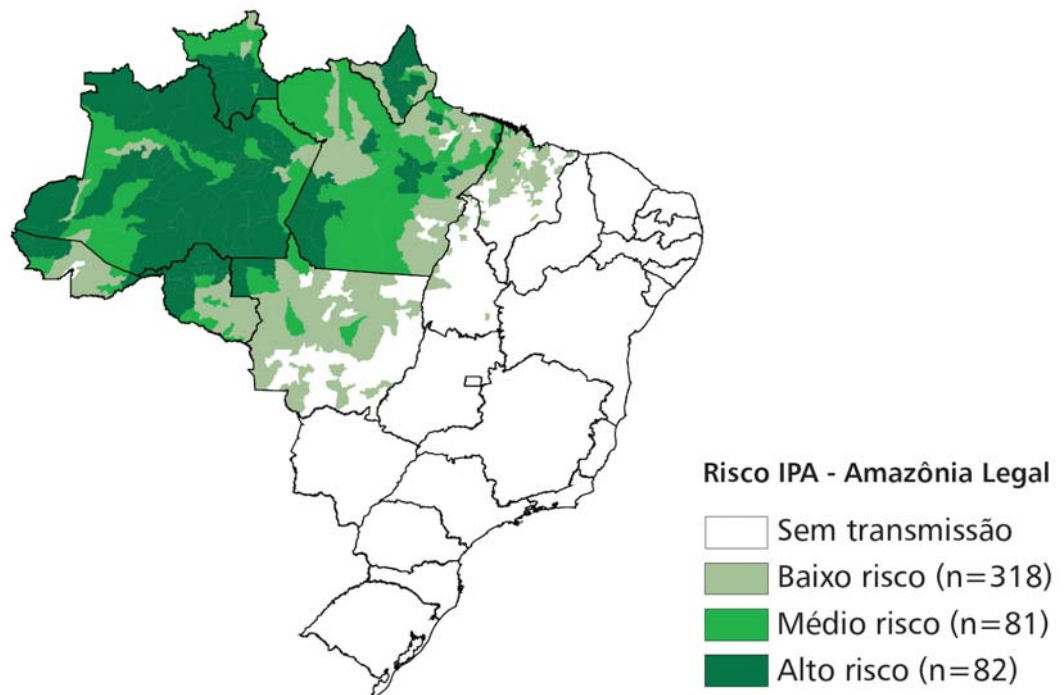 Risco IPA - Amazônia Legal
Sem transmissão
Baixo risco (n=318)
Médio risco (n=81)
Alto risco (n=82)